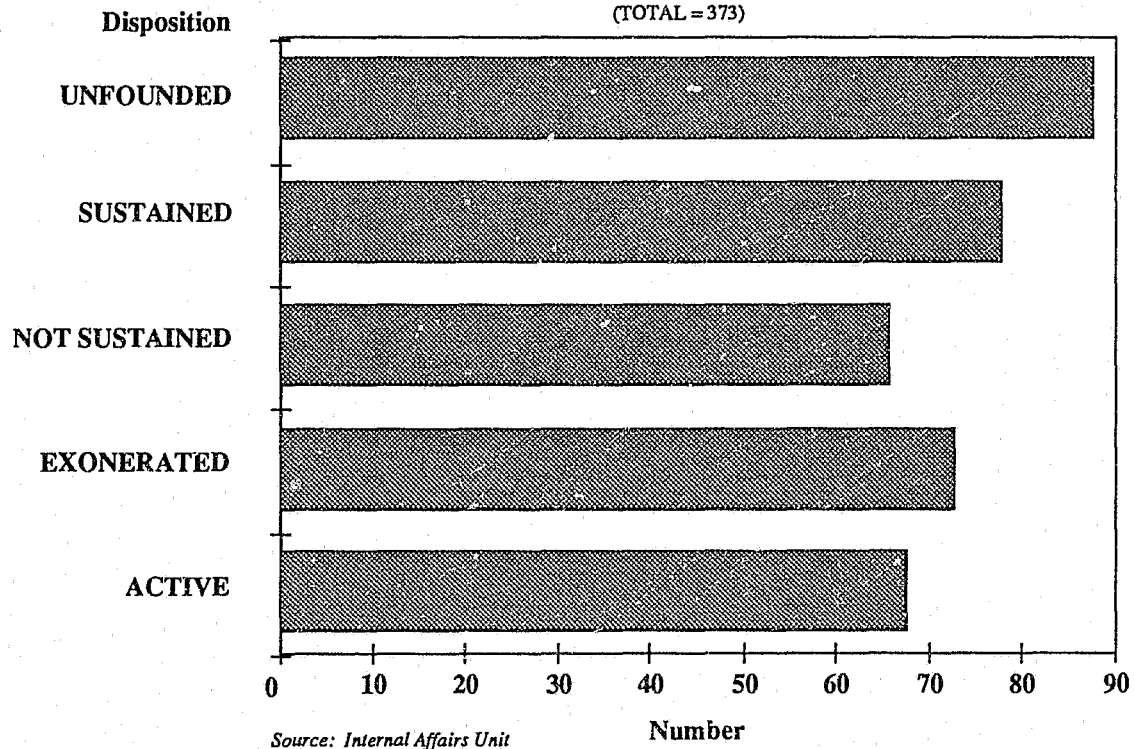 (TOTAL = 373)
Disposition
UNFOUNDED
SUSTAINED
NOT SUSTAINED
EXONERATED
ACTIVE
0 10 20 30 40 50 60 70 80 90
Number
Source: Internal Affairs Unit